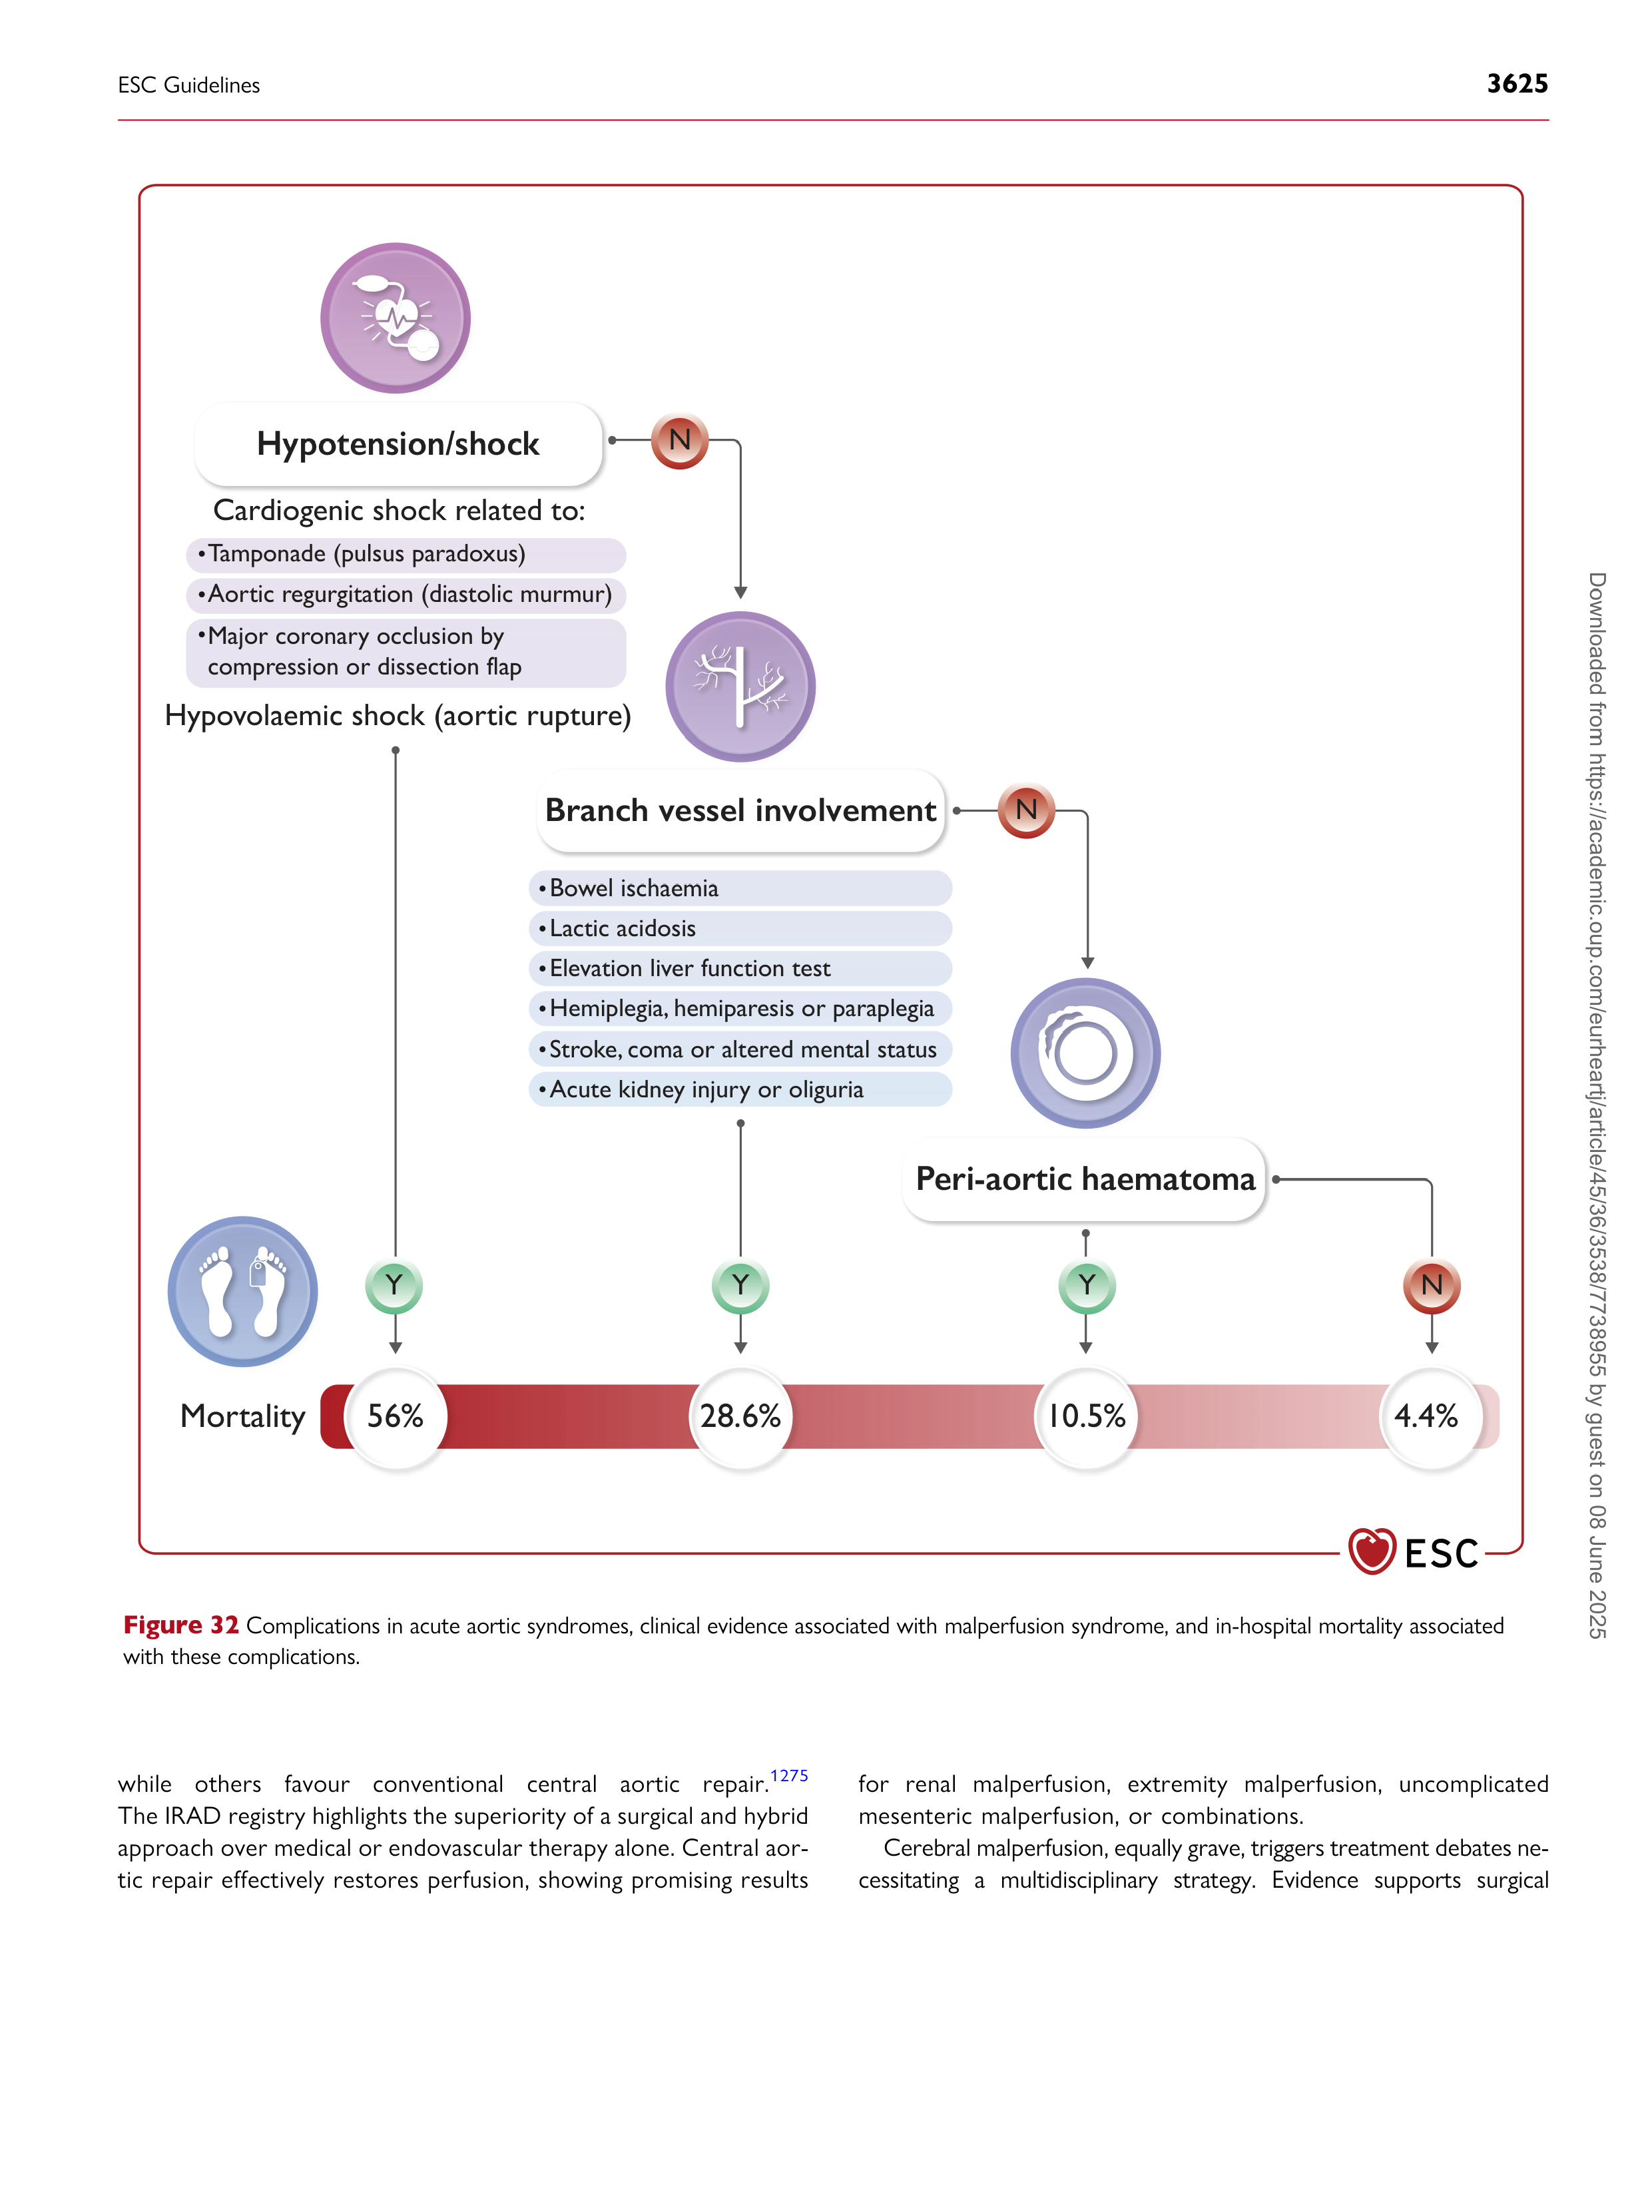 ESC Guidelines
3625
Hypotension/shock
N
Cardiogenic shock related to:
•Tamponade (pulsus paradoxus)
•Aortic regurgitation (diastolic murmur)
•Major coronary occlusion by
compression or dissection flap
Hypovolaemic shock (aortic rupture)
Branch vessel involvement
N
•Bowel ischaemia
•Lactic acidosis
•Elevation liver function test
•Hemiplegia, hemiparesis or paraplegia
•Stroke, coma or altered mental status
•Acute kidney injury or oliguria
Peri-aortic haematoma
Y
Y
Y
N
Mortality
56%
28.6%
10.5%
4.4%
ESC
Figure 32 Complications in acute aortic syndromes, clinical evidence associated with malperfusion syndrome, and in-hospital mortality associated
with these complications.
while others favour conventional central aortic repair.1275
The IRAD registry highlights the superiority of a surgical and hybrid
approach over medical or endovascular therapy alone. Central aor-
tic repair effectively restores perfusion, showing promising results
for renal malperfusion, extremity malperfusion, uncomplicated
mesenteric malperfusion, or combinations.
Cerebral malperfusion, equally grave, triggers treatment debates ne-
cessitating a multidisciplinary strategy. Evidence supports surgical
Downloaded from https://academic.oup.com/eurheartj/article/45/36/3538/7738955 by guest on 08 June 2025